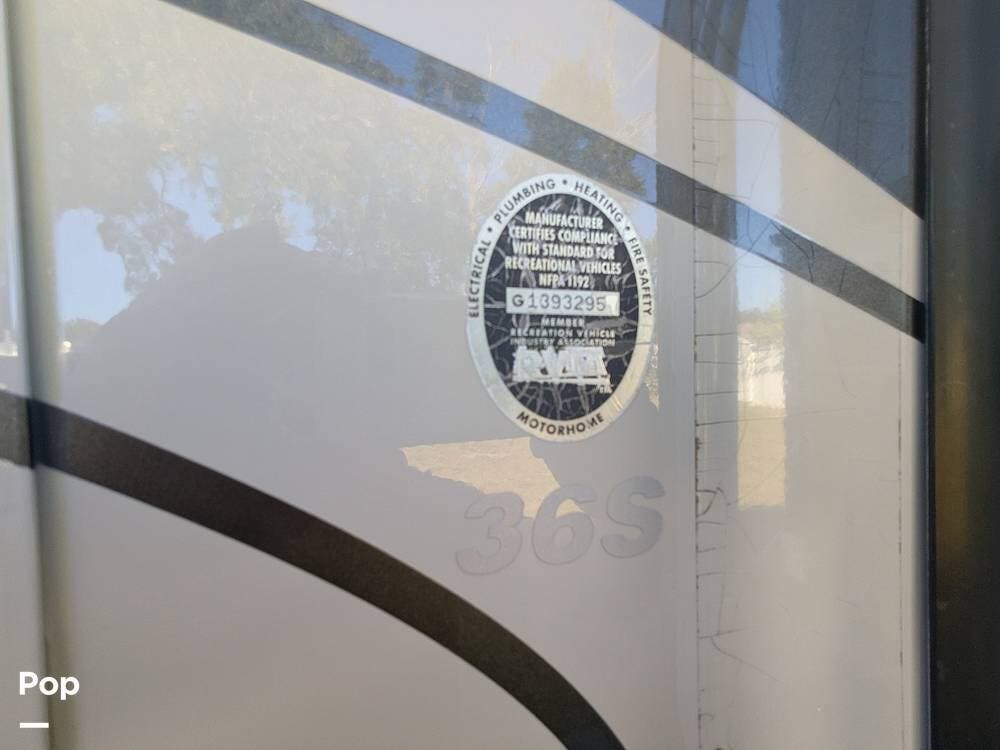 ELECTRICAL • PLUMBING • HEATING • FIRE SAFETY
MANUFACTURER
CERTIFIES COMPLIANCE
WITH STANDARD FOR
RECREATIONAL VEHICLES
NFPA 1192
G1393295
MEMBER
RECREATION VEHICLE
INDUSTRY ASSOCIATION
MOTORHOME
36S
Pop